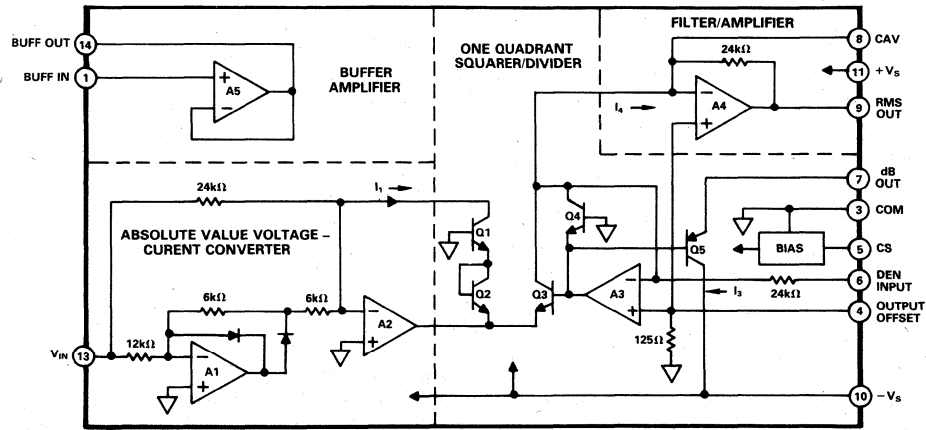 FILTER/AMPLIFIER
BUFF OUT 14
8 CAV
24kΩ
ONE QUADRANT
SQUARER/DIVIDER
BUFF IN 1
+
A5
−
BUFFER
AMPLIFIER
11 +VS
I4
−
A4
+
9 RMS
OUT
7 dB
OUT
24kΩ
I1
3 COM
ABSOLUTE VALUE VOLTAGE –
CURENT CONVERTER
Q1
Q4
Q5
BIAS
5 CS
6 DEN
INPUT
6kΩ
6kΩ
Q2
Q3
−
A3
+
I3
24kΩ
4 OUTPUT
OFFSET
VIN 13
12kΩ
−
A1
+
−
A2
+
125Ω
10 −VS